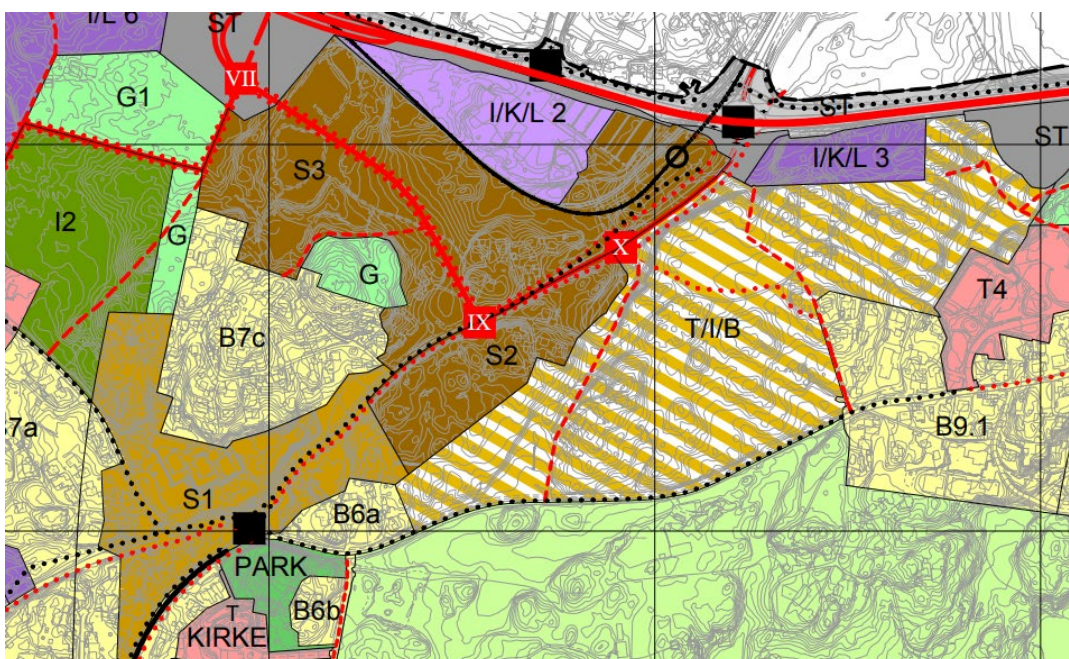 I/L 6
ST
VII
G1
I/K/L 2
ST
ST
I/K/L 3
S3
I2
G
X
G
T4
IX
B7c
S2
T/I/B
7a
B9.1
S1
B6a
PARK
B6b
T
KIRKE